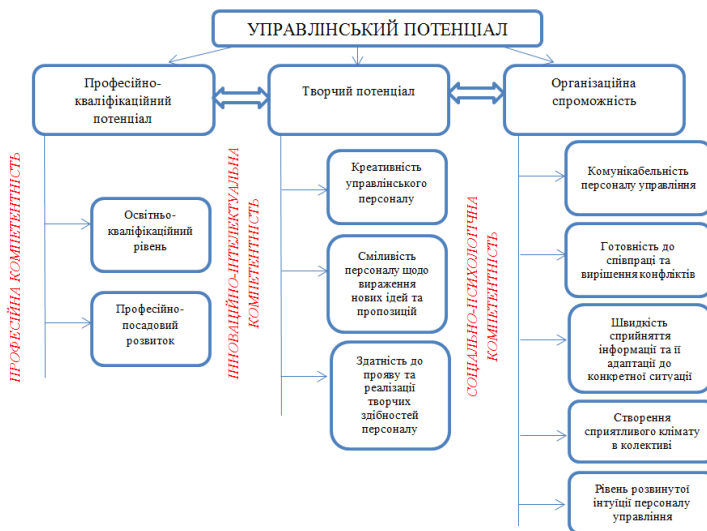 УПРАВЛІНСЬКИЙ ПОТЕНЦІАЛ
Професійно-
кваліфікаційний
потенціал
Творчий потенціал
Організаційна
спроможність
ПРОФЕСІЙНА КОМПЕТЕНТНІСТЬ
Освітньо-
кваліфікаційний
рівень
Професійно-
посадовий
розвиток
ІННОВАЦІЙНО-ІНТЕЛЕКТУАЛЬНА
КОМПЕТЕНТНІСТЬ
Креативність
управлінського
персоналу
Сміливість
персоналу щодо
вираження
нових ідей та
пропозицій
Здатність до
прояву та
реалізації
творчих
здібностей
персоналу
СОЦІАЛЬНО-ПСИХОЛОГІЧНА
КОМПЕТЕНТНІСТЬ
Комунікабельність
персоналу управління
Готовність до
співпраці та
вирішення конфліктів
Швидкість
сприйняття
інформації та її
адаптації до
конкретної ситуації
Створення
сприятливого клімату
в колективі
Рівень розвинутої
інтуїції персоналу
управління